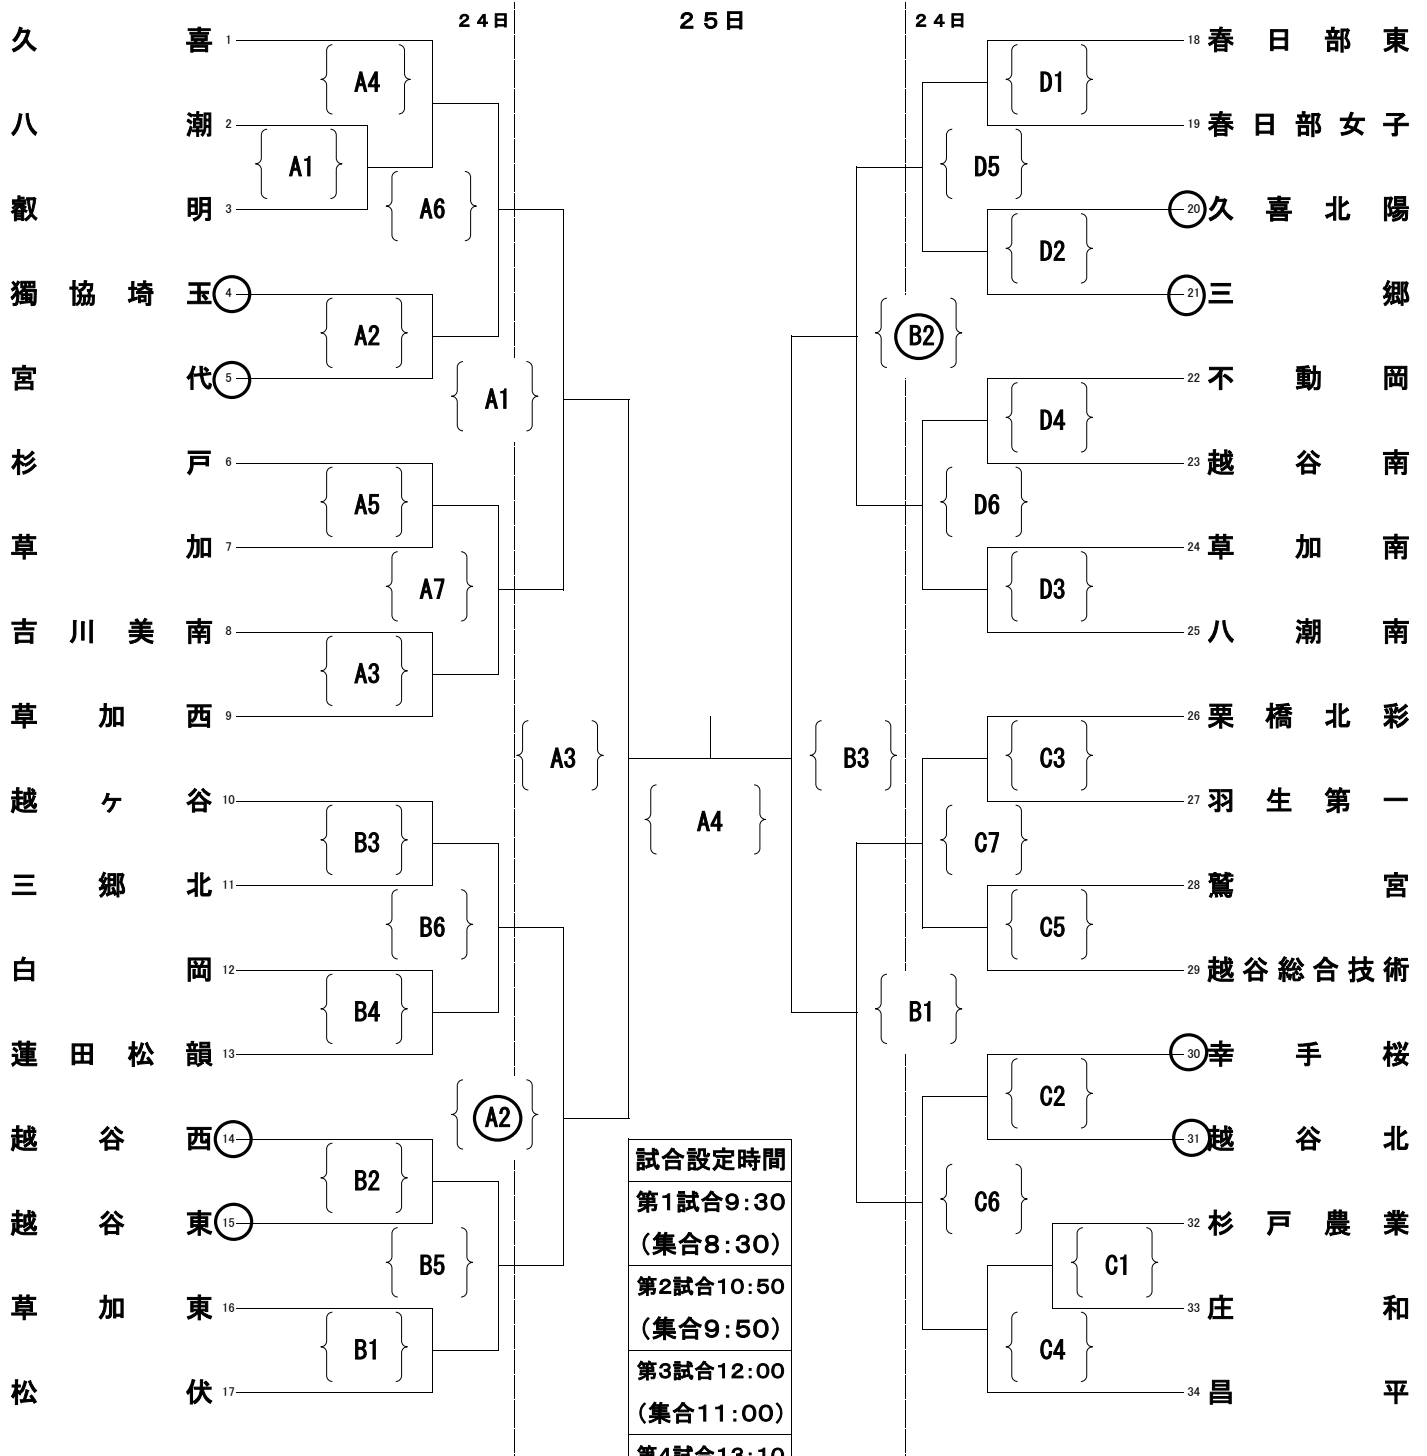 ２４日 ２５日 ２４日
久喜 1
A4
八潮 2
A1
叡明 3
A6
獨協埼玉 4
A2
宮代 5
A1
杉戸 6
A5
草加 7
A7
吉川美南 8
A3
草加西 9
A3
越ヶ谷 10
B3
三郷北 11
B6
白岡 12
B4
蓮田松韻 13
A2
越谷西 14
B2
越谷東 15
B5
草加東 16
B1
松伏 17
A4
18 春日部東
D1
19 春日部女子
D5
20 久喜北陽
D2
21 三郷
B2
22 不動岡
D4
23 越谷南
D6
24 草加南
D3
25 八潮南
B3
26 栗橋北彩
C3
27 羽生第一
C7
28 鷲宮
C5
29 越谷総合技術
B1
30 幸手桜
C2
31 越谷北
C6
32 杉戸農業
C1
33 庄和
C4
34 昌平
試合設定時間
第1試合9:30
(集合8:30)
第2試合10:50
(集合9:50)
第3試合12:00
(集合11:00)
第4試合13:10